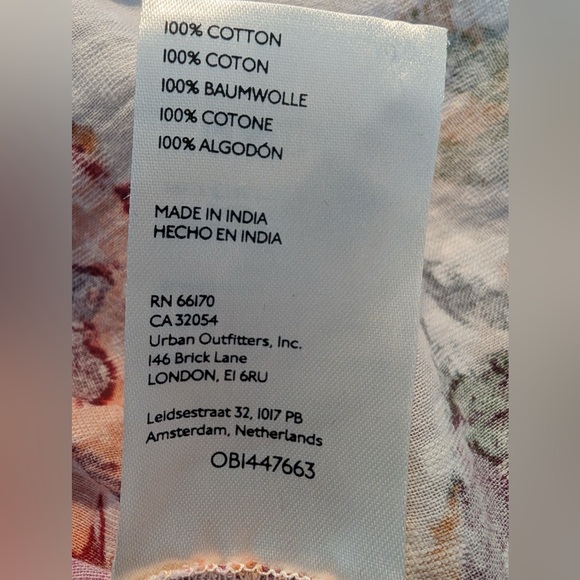 100% COTTON
100% COTON
100% BAUMWOLLE
100% COTONE
100% ALGODÓN
MADE IN INDIA
HECHO EN INDIA
RN 66170
CA 32054
Urban Outfitters, Inc.
146 Brick Lane
LONDON, E1 6RU
Leidsestraat 32, 1017 PB
Amsterdam, Netherlands
OB1447663